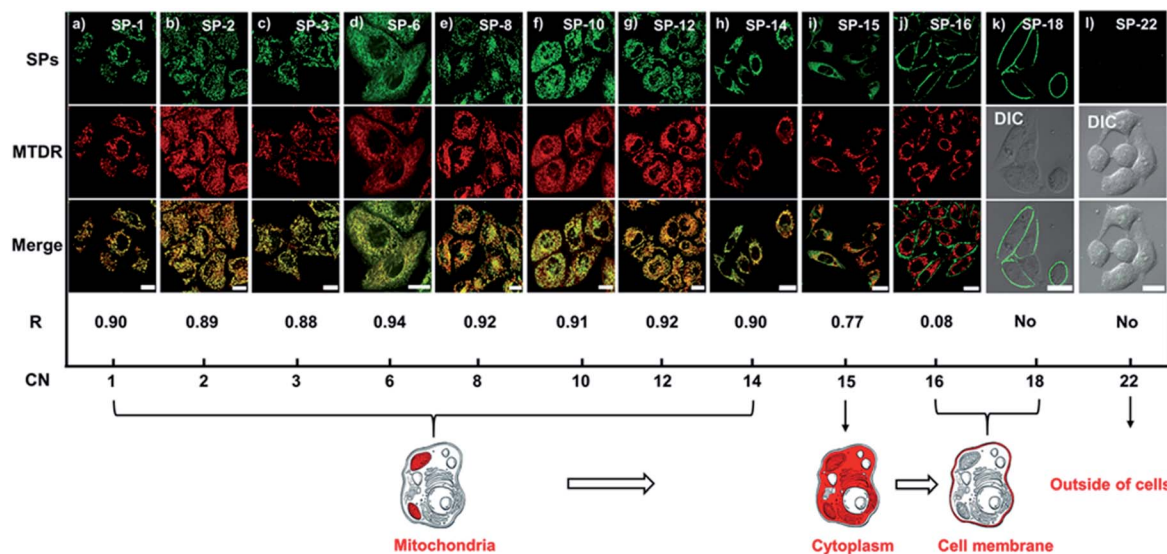 a) SP-1 b) SP-2 c) SP-3 d) SP-6 e) SP-8 f) SP-10 g) SP-12 h) SP-14 i) SP-15 j) SP-16 k) SP-18 l) SP-22
SPs
DIC DIC
MTDR
Merge
R 0.90 0.89 0.88 0.94 0.92 0.91 0.92 0.90 0.77 0.08 No No
CN 1 2 3 6 8 10 12 14 15 16 18 22
Outside of cells
Mitochondria Cytoplasm Cell membrane